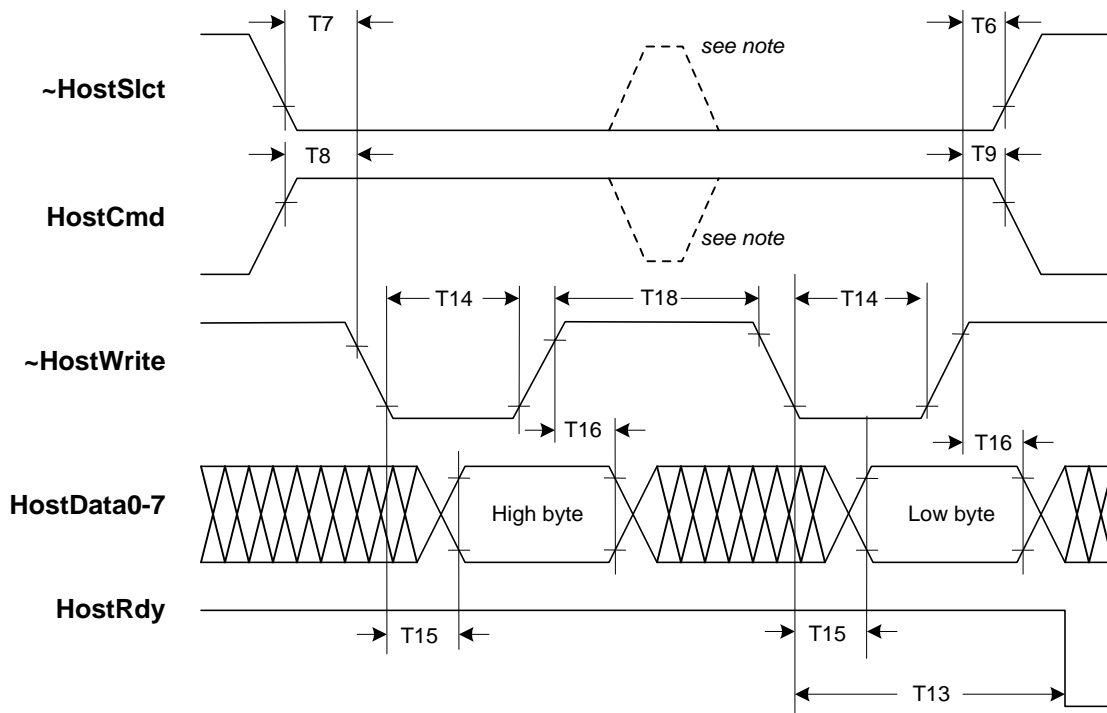 T7
see note
T6
~HostSlct
T8
T9
HostCmd
see note
T14
T18
T14
~HostWrite
T16
T16
HostData0-7
High byte
Low byte
HostRdy
T15
T15
T13